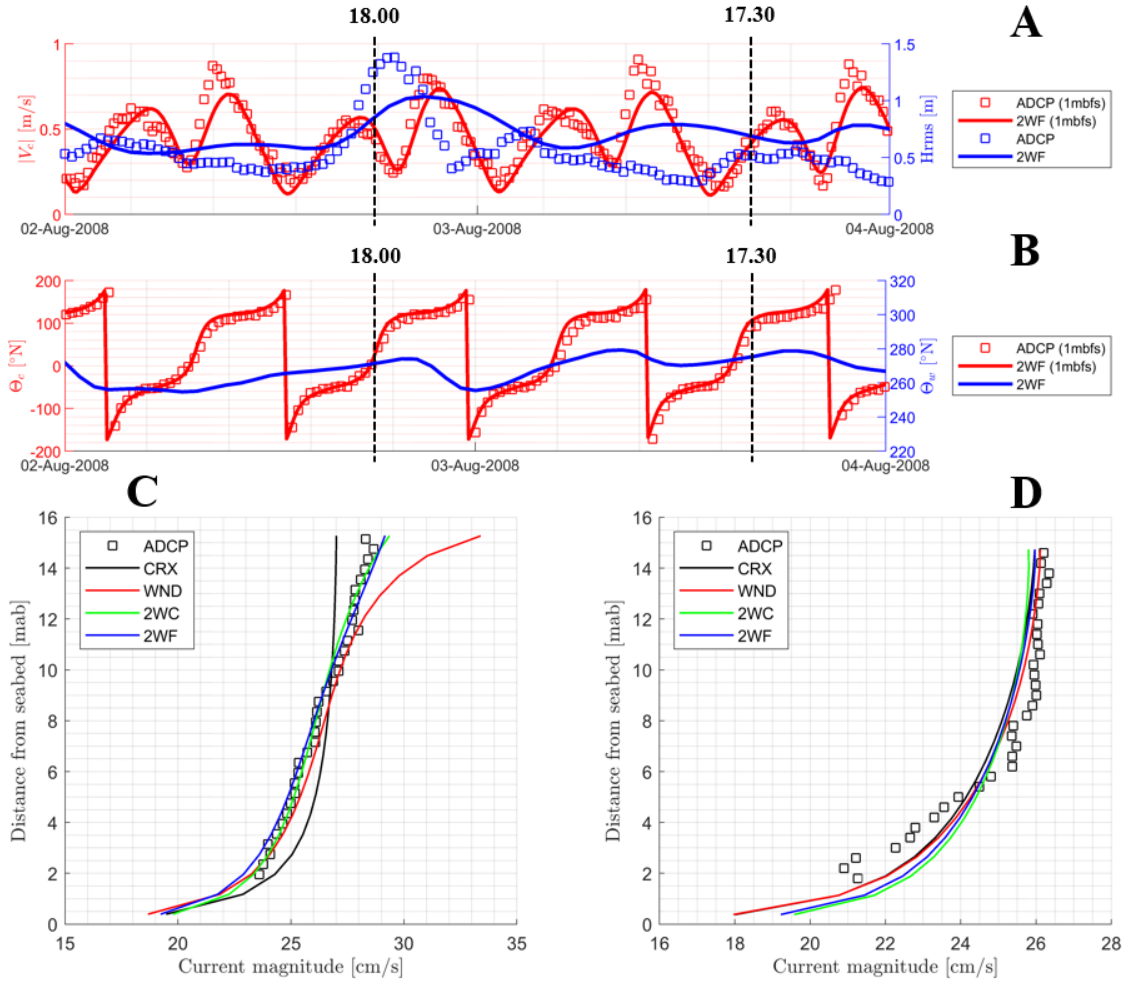 18.00
17.30
A
1
0.5
0
|V_c| [m/s]
1.5
1
0.5
0
Hrms [m]
02-Aug-2008
03-Aug-2008
04-Aug-2008
ADCP (1mbfs)
2WF (1mbfs)
ADCP
2WF
18.00
17.30
B
200
100
0
-100
-200
Θ_c [°N]
320
300
280
260
240
220
Θ_w [°N]
02-Aug-2008
03-Aug-2008
04-Aug-2008
ADCP (1mbfs)
2WF (1mbfs)
2WF
C
16
14
12
10
8
6
4
2
0
Distance from seabed [mab]
ADCP
CRX
WND
2WC
2WF
15
20
25
30
35
Current magnitude [cm/s]
D
16
14
12
10
8
6
4
2
0
Distance from seabed [mab]
ADCP
CRX
WND
2WC
2WF
16
18
20
22
24
26
28
Current magnitude [cm/s]